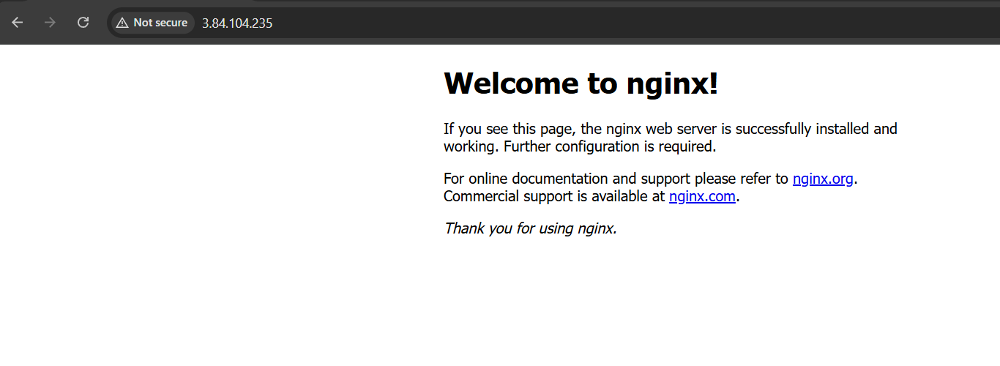 Not secure 3.84.104.235
Welcome to nginx!
If you see this page, the nginx web server is successfully installed and
working. Further configuration is required.
For online documentation and support please refer to nginx.org.
Commercial support is available at nginx.com.
Thank you for using nginx.